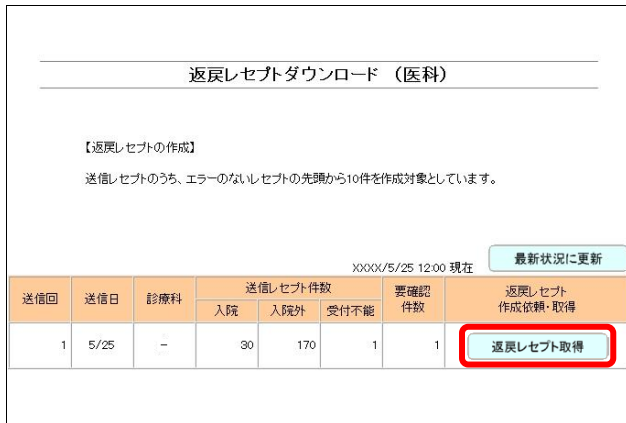 返戻レセプトダウンロード （医科）
【返戻レセプトの作成】
送信レセプトのうち、エラーのないレセプトの先頭から10件を作成対象としています。
XXXX/5/25 12:00 現在
最新状況に更新
送信回 送信日 診療科 送信レセプト件数 要確認件数 返戻レセプト
作成依頼・取得
入院 入院外 受付不能
1 5/25 － 30 170 1 1 返戻レセプト取得